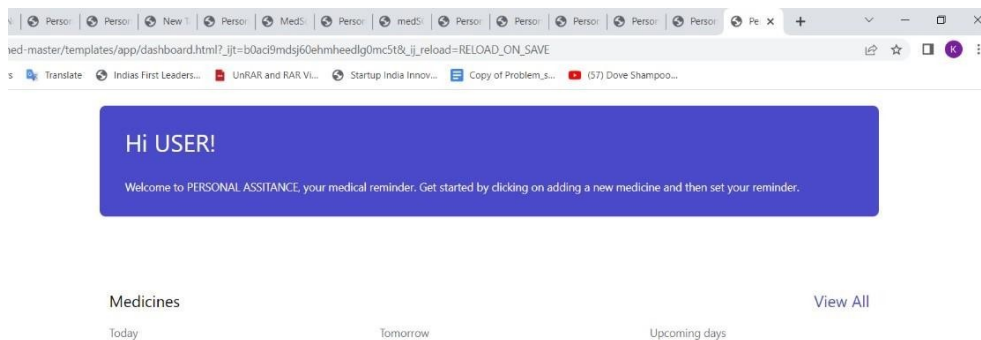 Person Person New T Person MedSc Person medS Person Person Person Person Person Pe × +
ned-master/templates/app/dashboard.html?_ijt=b0aci9mdsj60ehmheedlg0mc5t&_ij_reload=RELOAD_ON_SAVE K
s Translate Indias First Leaders... UnRAR and RAR Vi... Startup India Innov... Copy of Problem_s... (57) Dove Shampoo...
Hi USER!
Welcome to PERSONAL ASSITANCE, your medical reminder. Get started by clicking on adding a new medicine and then set your reminder.
Medicines View All
Today Tomorrow Upcoming days